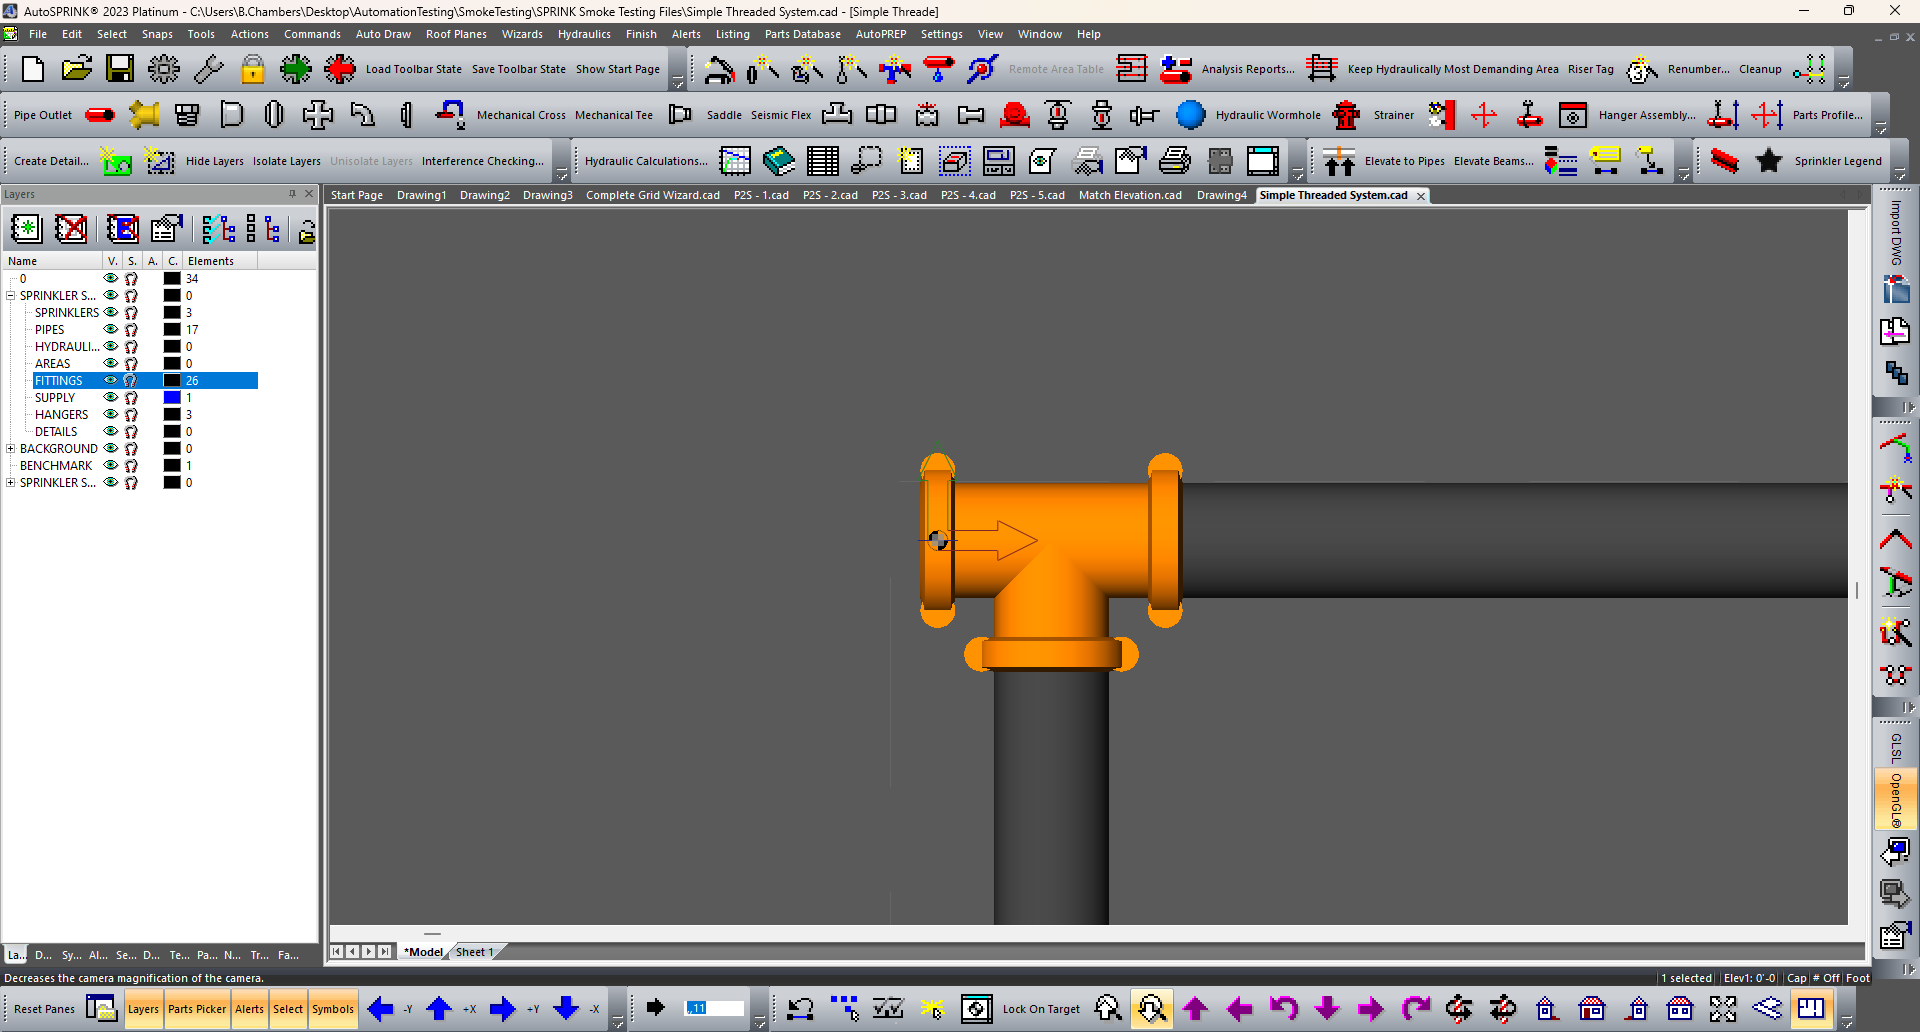 AutoSPRINK® 2023 Platinum - C:\Users\B.Chambers\Desktop\AutomationTesting\SmokeTesting\SPRINK Smoke Testing Files\Simple Threaded System.cad - [Simple Threade]
File Edit Select Snaps Tools Actions Commands Auto Draw Roof Planes Wizards Hydraulics Finish Alerts Listing Parts Database AutoPREP Settings View Window Help
Load Toolbar State Save Toolbar State Show Start Page Remote Area Table Analysis Reports... Keep Hydraulically Most Demanding Area Riser Tag Renumber... Cleanup
Pipe Outlet Mechanical Cross Mechanical Tee Saddle Seismic Flex Hydraulic Wormhole Strainer Hanger Assembly... Parts Profile...
Create Detail... Hide Layers Isolate Layers Unisolate Layers Interference Checking... Hydraulic Calculations... Elevate to Pipes Elevate Beams... Sprinkler Legend
Layers
Start Page Drawing1 Drawing2 Drawing3 Complete Grid Wizard.cad P2S - 1.cad P2S - 2.cad P2S - 3.cad P2S - 4.cad P2S - 5.cad Match Elevation.cad Drawing4 Simple Threaded System.cad
Name V. S. A. C. Elements
0 34
SPRINKLER S... 0
SPRINKLERS 3
PIPES 17
HYDRAULI... 0
AREAS 0
FITTINGS 26
SUPPLY 1
HANGERS 3
DETAILS 0
BACKGROUND 0
BENCHMARK 1
SPRINKLER S... 0
Import DWG
GLSL
OpenGL®
La... D... Sy... Al... Se... D... Te... Pa... N... Tr... Fa...
*Model Sheet 1
Decreases the camera magnification of the camera.
1 selected Elev1: 0'-0 Cap # Off Foot
Reset Panes Layers Parts Picker Alerts Select Symbols -Y +X +Y -X ,,11 Lock On Target